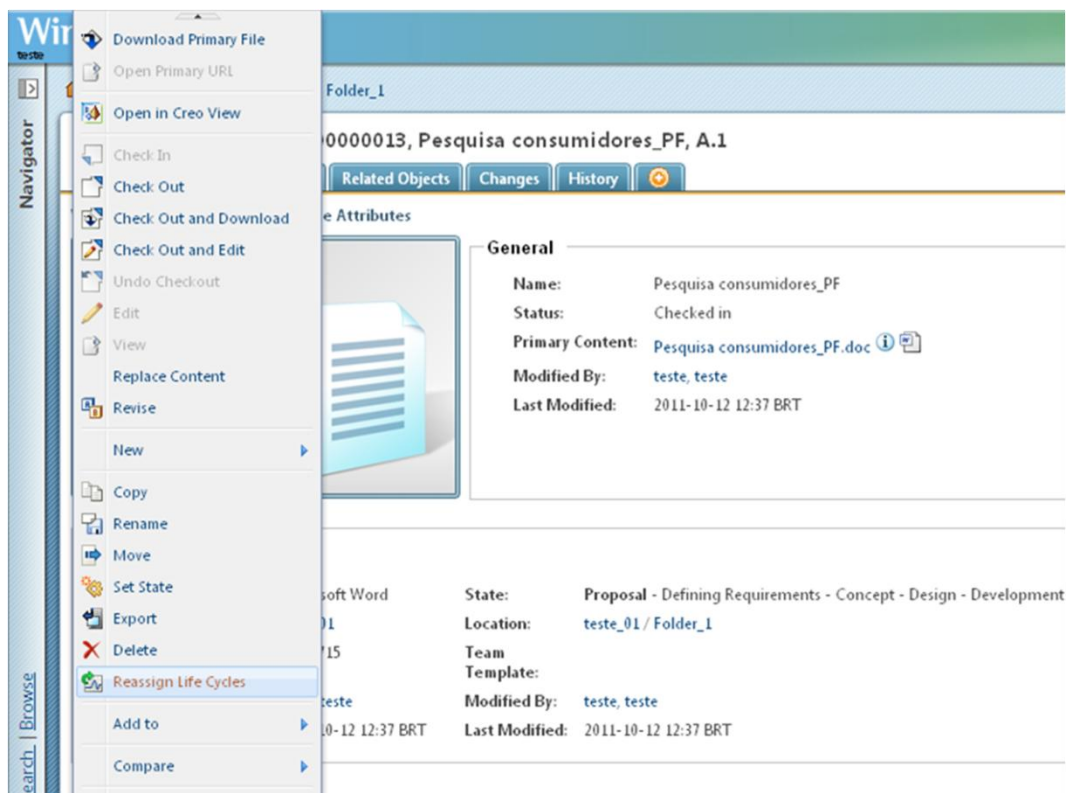 Win
teste
Navigator
Search | Browse
Download Primary File
Open Primary URL
Open in Creo View
Check In
Check Out
Check Out and Download
Check Out and Edit
Undo Checkout
Edit
View
Replace Content
Revise
New
Copy
Rename
Move
Set State
Export
Delete
Reassign Life Cycles
Add to
Compare
Folder_1
0000013, Pesquisa consumidores_PF, A.1
Related Objects Changes History
e Attributes
General
Name: Pesquisa consumidores_PF
Status: Checked in
Primary Content: Pesquisa consumidores_PF.doc
Modified By: teste, teste
Last Modified: 2011-10-12 12:37 BRT
soft Word State: Proposal - Defining Requirements - Concept - Design - Development
01 Location: teste_01 / Folder_1
715 Team
Template:
teste Modified By: teste, teste
10-12 12:37 BRT Last Modified: 2011-10-12 12:37 BRT